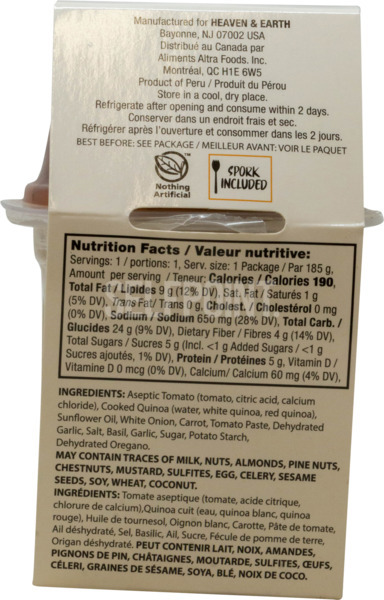 Manufactured for HEAVEN & EARTH
Bayonne, NJ 07002 USA
Distribué au Canada par
Aliments Altra Foods. Inc.
Montréal, QC H1E 6W5
Product of Peru / Produit du Pérou
Store in a cool, dry place.
Refrigerate after opening and consume within 2 days.
Conserver dans un endroit frais et sec.
Réfrigérer après l'ouverture et consommer dans les 2 jours.
BEST BEFORE: SEE PACKAGE / MEILLEUR AVANT: VOIR LE PAQUET
Nothing
Artificial
™
SPORK
INCLUDED
Nutrition Facts / Valeur nutritive:
Servings: 1 / portions: 1, Serv. size: 1 Package / Par 185 g,
Amount per serving / Teneur: Calories / Calories 190,
Total Fat / Lipides 9 g (12% DV), Sat. Fat / Saturés 1 g
(5% DV), Trans Fat/ Trans 0 g, Cholest./ Cholestérol 0 mg
(0% DV), Sodium / Sodium 650 mg (28% DV), Total Carb. /
Glucides 24 g (9% DV), Dietary Fiber / Fibres 4 g (14% DV),
Total Sugars / Sucres 5 g (Incl. <1 g Added Sugars / <1 g
Sucres ajoutés, 1% DV), Protein / Protéines 5 g, Vitamin D /
Vitamine D 0 mcg (0% DV), Calcium/ Calcium 60 mg (4% DV),
INGREDIENTS: Aseptic Tomato (tomato, citric acid, calcium
chloride), Cooked Quinoa (water, white quinoa, red quinoa),
Sunflower Oil, White Onion, Carrot, Tomato Paste, Dehydrated
Garlic, Salt, Basil, Garlic, Sugar, Potato Starch,
Dehydrated Oregano.
MAY CONTAIN TRACES OF MILK, NUTS, ALMONDS, PINE NUTS,
CHESTNUTS, MUSTARD, SULFITES, EGG, CELERY, SESAME
SEEDS, SOY, WHEAT, COCONUT.
INGRÉDIENTS: Tomate aseptique (tomate, acide citrique,
chlorure de calcium),Quinoa cuit (eau, quinoa blanc, quinoa
rouge), Huile de tournesol, Oignon blanc, Carotte, Pâte de tomate,
Ail déshydraté, Sel, Basilic, Ail, Sucre, Fécule de pomme de terre,
Origan déshydraté. PEUT CONTENIR LAIT, NOIX, AMANDES,
PIGNONS DE PIN, CHÂTAIGNES, MOUTARDE, SULFITES, ŒUFS,
CÉLERI, GRAINES DE SÉSAME, SOYA, BLÉ, NOIX DE COCO.